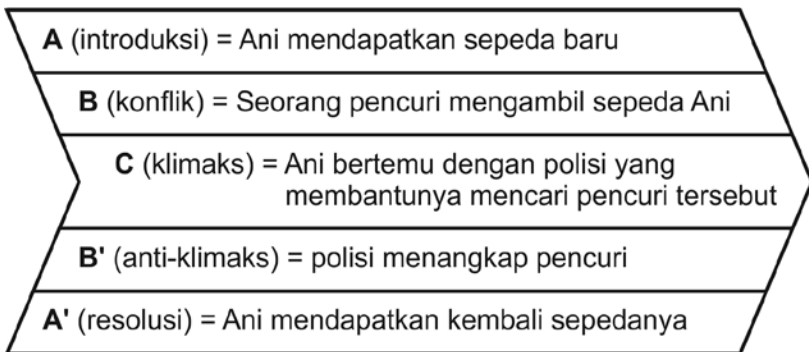 A (introduksi) = Ani mendapatkan sepeda baru
B (konflik) = Seorang pencuri mengambil sepeda Ani
C (klimaks) = Ani bertemu dengan polisi yang
membantunya mencari pencuri tersebut
B' (anti-klimaks) = polisi menangkap pencuri
A' (resolusi) = Ani mendapatkan kembali sepedanya